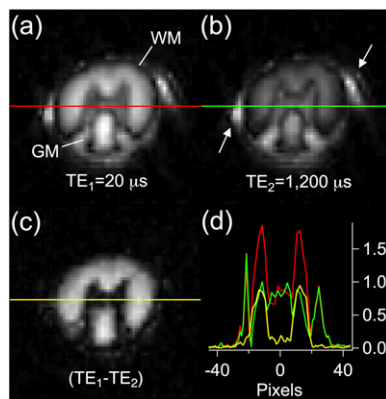 (a)
WM
GM
TE₁=20 μs
(b)
TE₂=1,200 μs
(c)
(TE₁-TE₂)
(d)
1.5
1.0
0.5
0.0
-40
0
40
Pixels